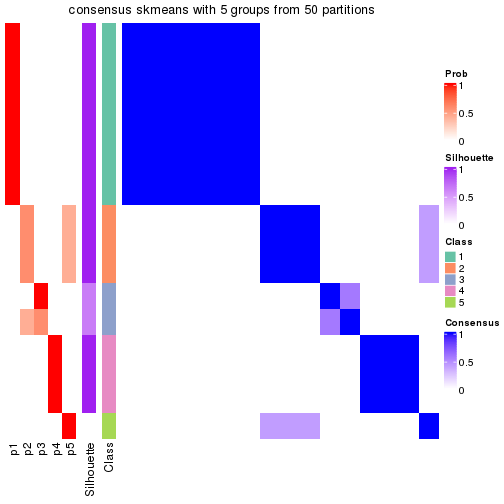 consensus skmeans with 5 groups from 50 partitions
Prob
1
0.5
0
Silhouette
1
0.5
0
Class
1
2
3
4
5
Consensus
1
0.5
0
p1
p2
p3
p4
p5
Silhouette
Class